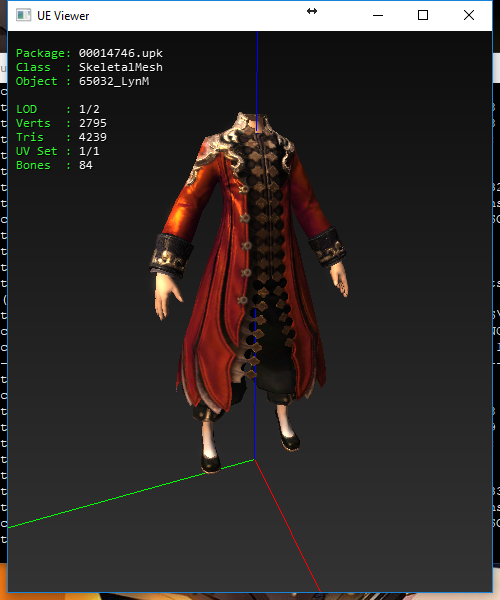 UE Viewer
Package: 00014746.upk
Class : SkeletalMesh
Object : 65032_LynM
LOD : 1/2
Verts : 2795
Tris : 4239
UV Set : 1/1
Bones : 84